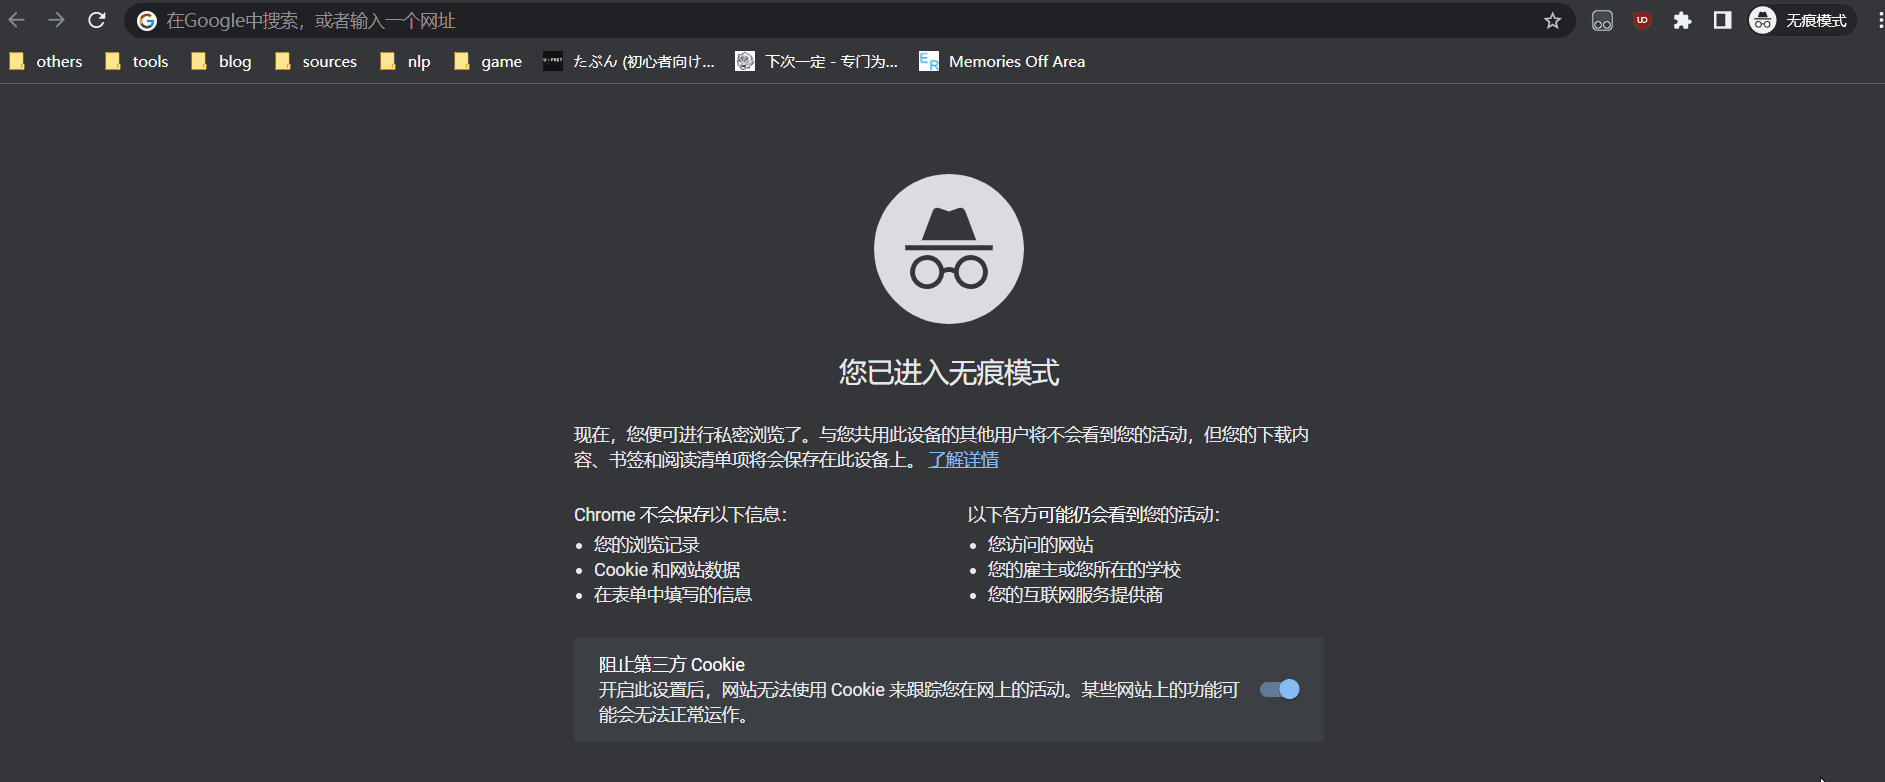 在Google中搜索，或者输入一个网址
无痕模式
others tools blog sources nlp game たぶん (初心者向け... 下次一定 - 专门为... Memories Off Area
您已进入无痕模式
现在，您便可进行私密浏览了。与您共用此设备的其他用户将不会看到您的活动，但您的下载内
容、书签和阅读清单项将会保存在此设备上。 了解详情
Chrome 不会保存以下信息：
• 您的浏览记录
• Cookie 和网站数据
• 在表单中填写的信息
以下各方可能仍会看到您的活动：
• 您访问的网站
• 您的雇主或您所在的学校
• 您的互联网服务提供商
阻止第三方 Cookie
开启此设置后，网站无法使用 Cookie 来跟踪您在网上的活动。某些网站上的功能可
能会无法正常运作。